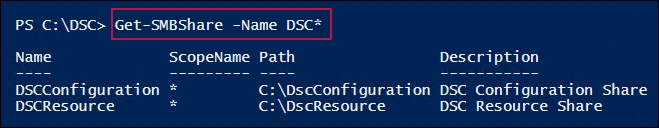 PS C:\DSC> Get-SMBShare -Name DSC*
Name ScopeName Path Description
---- --------- ---- -----------
DSCConfiguration * C:\DscConfiguration DSC Configuration Share
DSCResource * C:\DscResource DSC Resource Share